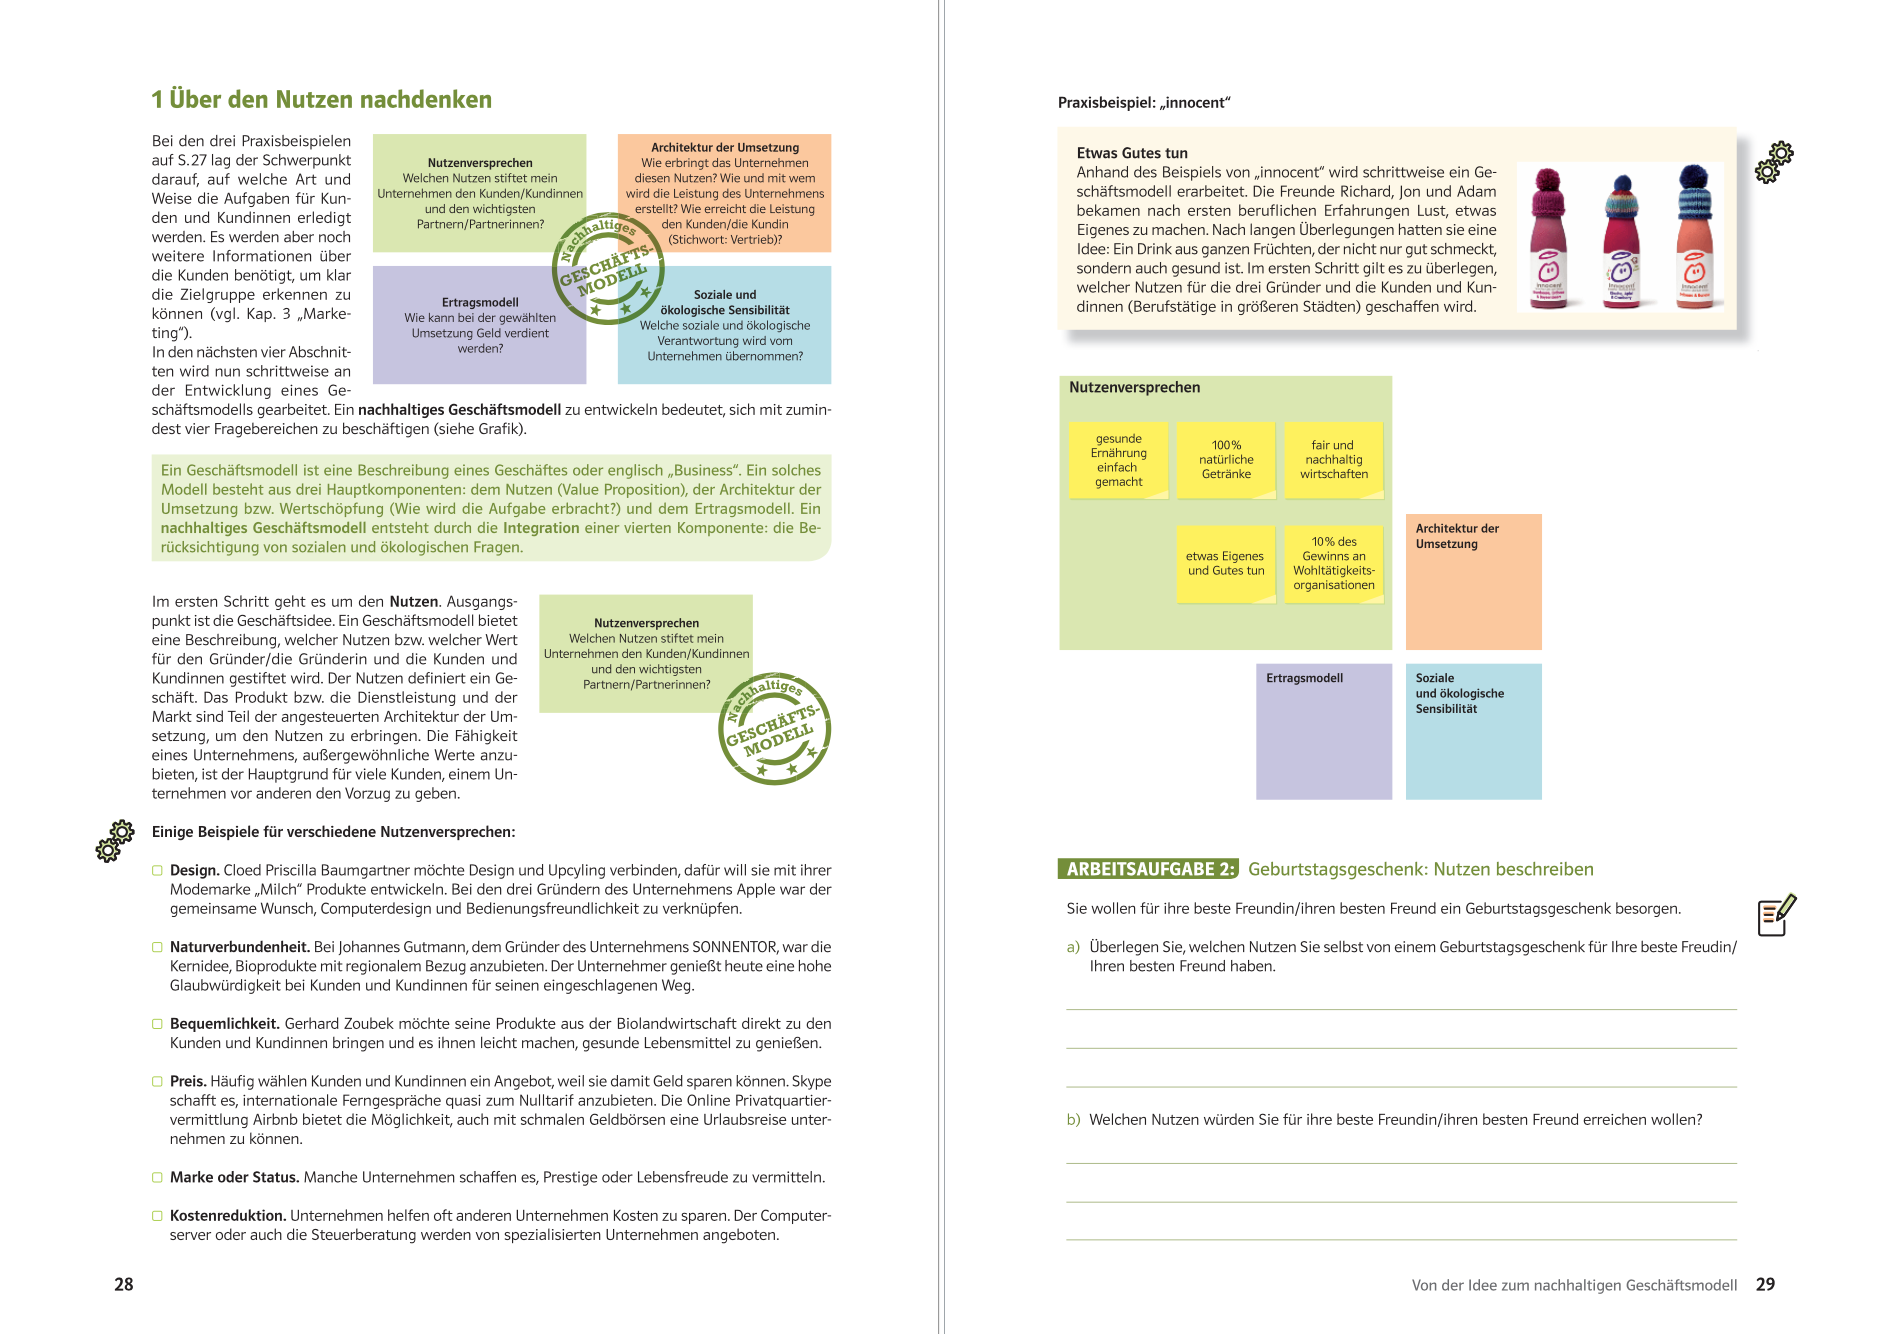 1 Über den Nutzen nachdenken
Bei den drei Praxisbeispielen
auf S. 27 lag der Schwerpunkt
darauf, auf welche Art und
Weise die Aufgaben für Kun-
den und Kundinnen erledigt
werden. Es werden aber noch
weitere Informationen über
die Kunden benötigt, um klar
die Zielgruppe erkennen zu
können (vgl. Kap. 3 „Marke-
ting“).
In den nächsten vier Abschnit-
ten wird nun schrittweise an
der Entwicklung eines Ge-
schäftsmodells gearbeitet. Ein nachhaltiges Geschäftsmodell zu entwickeln bedeutet, sich mit zumin-
dest vier Fragebereichen zu beschäftigen (siehe Grafik).
Nutzenversprechen
Welchen Nutzen stiftet mein
Unternehmen den Kunden/Kundinnen
und den wichtigsten
Partnern/Partnerinnen?
Architektur der Umsetzung
Wie erbringt das Unternehmen
diesen Nutzen? Wie und mit wem
wird die Leistung des Unternehmens
erstellt? Wie erreicht die Leistung
den Kunden/die Kundin
(Stichwort: Vertrieb)?
Nachhaltiges
GESCHÄFTS-
MODELL
Ertragsmodell
Wie kann bei der gewählten
Umsetzung Geld verdient
werden?
Soziale und
ökologische Sensibilität
Welche soziale und ökologische
Verantwortung wird vom
Unternehmen übernommen?
Ein Geschäftsmodell ist eine Beschreibung eines Geschäftes oder englisch „Business“. Ein solches
Modell besteht aus drei Hauptkomponenten: dem Nutzen (Value Proposition), der Architektur der
Umsetzung bzw. Wertschöpfung (Wie wird die Aufgabe erbracht?) und dem Ertragsmodell. Ein
nachhaltiges Geschäftsmodell entsteht durch die Integration einer vierten Komponente: die Be-
rücksichtigung von sozialen und ökologischen Fragen.
Im ersten Schritt geht es um den Nutzen. Ausgangs-
punkt ist die Geschäftsidee. Ein Geschäftsmodell bietet
eine Beschreibung, welcher Nutzen bzw. welcher Wert
für den Gründer/die Gründerin und die Kunden und
Kundinnen gestiftet wird. Der Nutzen definiert ein Ge-
schäft. Das Produkt bzw. die Dienstleistung und der
Markt sind Teil der angesteuerten Architektur der Um-
setzung, um den Nutzen zu erbringen. Die Fähigkeit
eines Unternehmens, außergewöhnliche Werte anzu-
bieten, ist der Hauptgrund für viele Kunden, einem Un-
ternehmen vor anderen den Vorzug zu geben.
Nutzenversprechen
Welchen Nutzen stiftet mein
Unternehmen den Kunden/Kundinnen
und den wichtigsten
Partnern/Partnerinnen?
Nachhaltiges
GESCHÄFTS-
MODELL
Einige Beispiele für verschiedene Nutzenversprechen:
Design. Cloed Priscilla Baumgartner möchte Design und Upcyling verbinden, dafür will sie mit ihrer
Modemarke „Milch“ Produkte entwickeln. Bei den drei Gründern des Unternehmens Apple war der
gemeinsame Wunsch, Computerdesign und Bedienungsfreundlichkeit zu verknüpfen.
Naturverbundenheit. Bei Johannes Gutmann, dem Gründer des Unternehmens SONNENTOR, war die
Kernidee, Bioprodukte mit regionalem Bezug anzubieten. Der Unternehmer genießt heute eine hohe
Glaubwürdigkeit bei Kunden und Kundinnen für seinen eingeschlagenen Weg.
Bequemlichkeit. Gerhard Zoubek möchte seine Produkte aus der Biolandwirtschaft direkt zu den
Kunden und Kundinnen bringen und es ihnen leicht machen, gesunde Lebensmittel zu genießen.
Preis. Häufig wählen Kunden und Kundinnen ein Angebot, weil sie damit Geld sparen können. Skype
schafft es, internationale Ferngespräche quasi zum Nulltarif anzubieten. Die Online Privatquartier-
vermittlung Airbnb bietet die Möglichkeit, auch mit schmalen Geldbörsen eine Urlaubsreise unter-
nehmen zu können.
Marke oder Status. Manche Unternehmen schaffen es, Prestige oder Lebensfreude zu vermitteln.
Kostenreduktion. Unternehmen helfen oft anderen Unternehmen Kosten zu sparen. Der Computer-
server oder auch die Steuerberatung werden von spezialisierten Unternehmen angeboten.
28
Praxisbeispiel: „innocent“
Etwas Gutes tun
Anhand des Beispiels von „innocent“ wird schrittweise ein Ge-
schäftsmodell erarbeitet. Die Freunde Richard, Jon und Adam
bekamen nach ersten beruflichen Erfahrungen Lust, etwas
Eigenes zu machen. Nach langen Überlegungen hatten sie eine
Idee: Ein Drink aus ganzen Früchten, der nicht nur gut schmeckt,
sondern auch gesund ist. Im ersten Schritt gilt es zu überlegen,
welcher Nutzen für die drei Gründer und die Kunden und Kun-
dinnen (Berufstätige in größeren Städten) geschaffen wird.
innocent
innocent
innocent
Nutzenversprechen
gesunde
Ernährung
einfach
gemacht
100 %
natürliche
Getränke
fair und
nachhaltig
wirtschaften
etwas Eigenes
und Gutes tun
10 % des
Gewinns an
Wohltätigkeits-
organisationen
Architektur der
Umsetzung
Ertragsmodell
Soziale
und ökologische
Sensibilität
ARBEITSAUFGABE 2: Geburtstagsgeschenk: Nutzen beschreiben
Sie wollen für ihre beste Freundin/ihren besten Freund ein Geburtstagsgeschenk besorgen.
a) Überlegen Sie, welchen Nutzen Sie selbst von einem Geburtstagsgeschenk für Ihre beste Freudin/
Ihren besten Freund haben.
b) Welchen Nutzen würden Sie für ihre beste Freundin/ihren besten Freund erreichen wollen?
Von der Idee zum nachhaltigen Geschäftsmodell 29